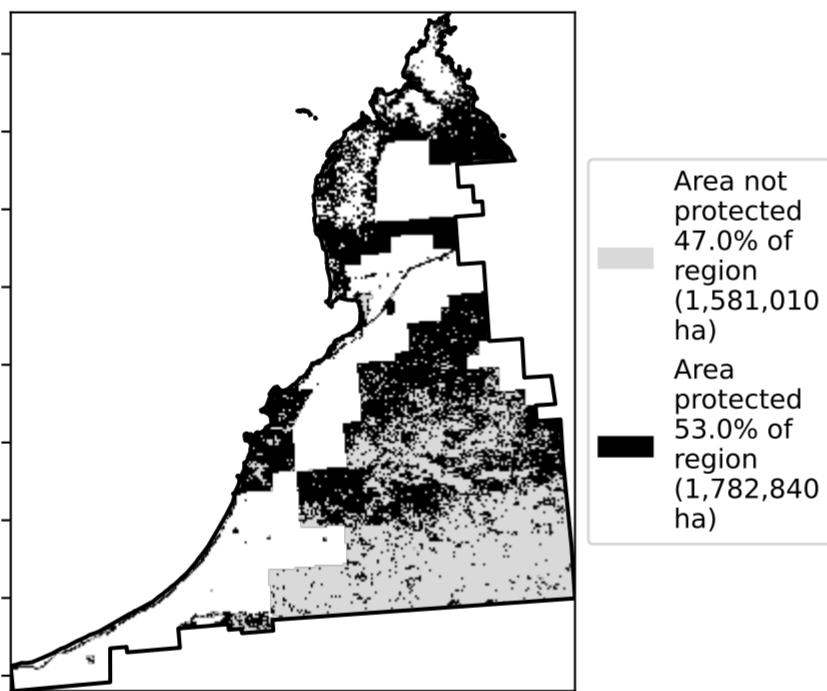 Area not
protected
47.0% of
region
(1,581,010
ha)
Area
protected
53.0% of
region
(1,782,840
ha)